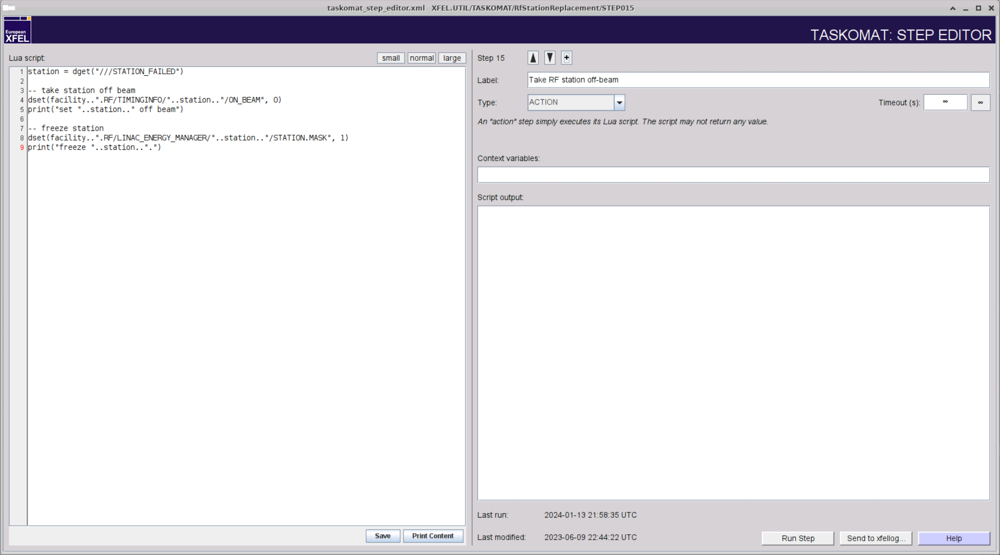 taskomat_step_editor.xml XFEL.UTIL/TASKOMAT/RfStationReplacement/STEP015
European
XFEL
TASKOMAT: STEP EDITOR
Lua script:
small normal large
1 station = dget("///STATION_FAILED")
2
3 -- take station off beam
4 dset(facility..".RF/TIMINGINFO/"..station.."/ON_BEAM", 0)
5 print("set "..station.." off beam")
6
7 -- freeze station
8 dset(facility..".RF/LINAC_ENERGY_MANAGER/"..station.."/STATION.MASK", 1)
9 print("freeze "..station..".")
Save Print Content
Step 15 +
Label: Take RF station off-beam
Type: ACTION Timeout (s): ∞ ∞
An "action" step simply executes its Lua script. The script may not return any value.
Context variables:
Script output:
Last run: 2024-01-13 21:58:35 UTC
Last modified: 2023-06-09 22:44:22 UTC
Run Step Send to xfellog... Help